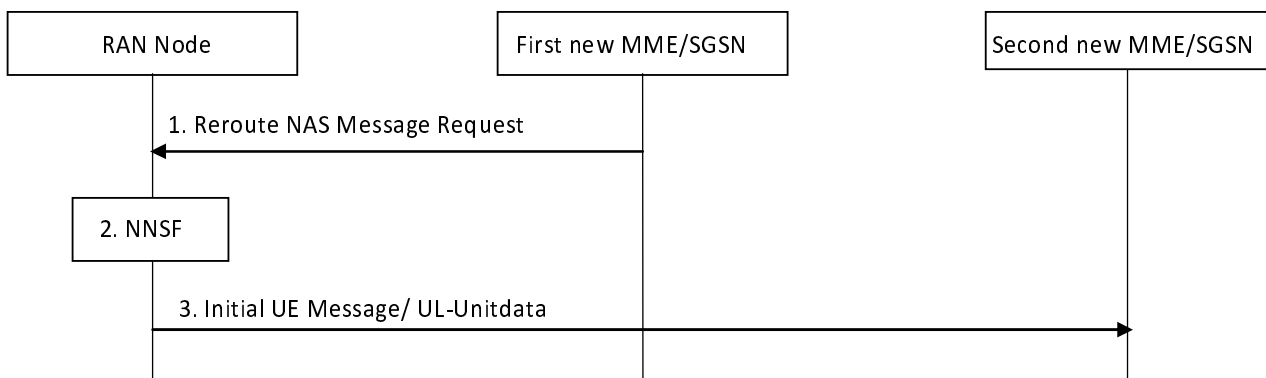 RAN Node
First new MME/SGSN
Second new MME/SGSN
1. Reroute NAS Message Request
2. NNSF
3. Initial UE Message/ UL-Unitdata